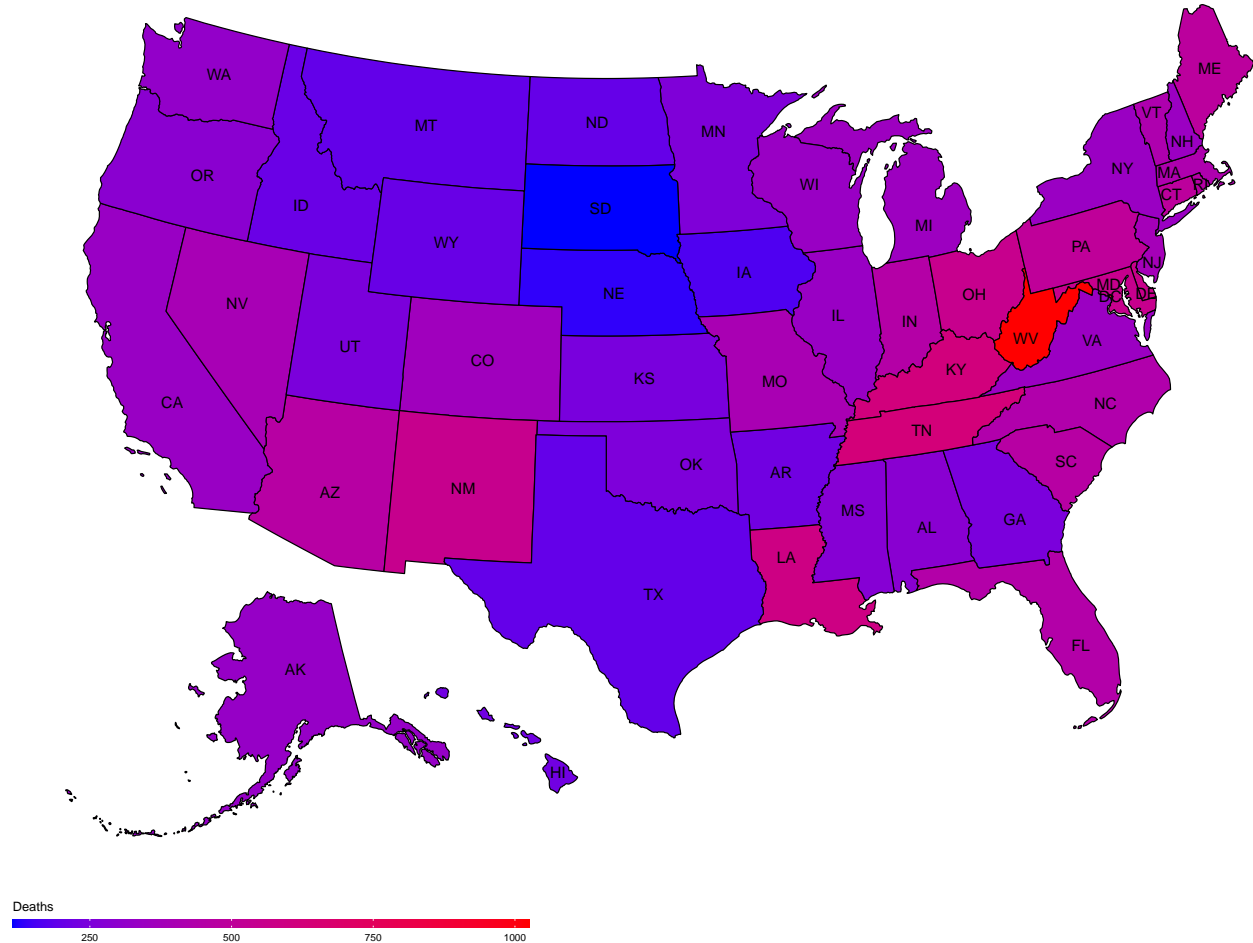 WA
ME
MT
ND
MN
VT
NH
OR
ID
SD
WI
NY
MA
RI
CT
WY
MI
PA
IA
NJ
NE
OH
MD
DE
DC
NV
UT
CO
KS
IL
IN
WV
VA
KY
MO
CA
NC
TN
SC
AZ
NM
OK
AR
MS
AL
GA
LA
TX
FL
AK
HI
Deaths
250 500 750 1000